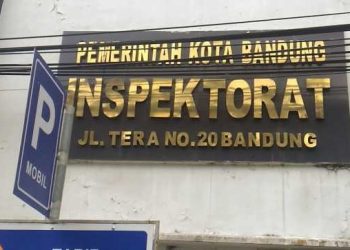 PEMERINTAH KOTA BANDUNG
INSPEKTORAT
JL. TERA NO. 20 BANDUNG
P
MOBIL